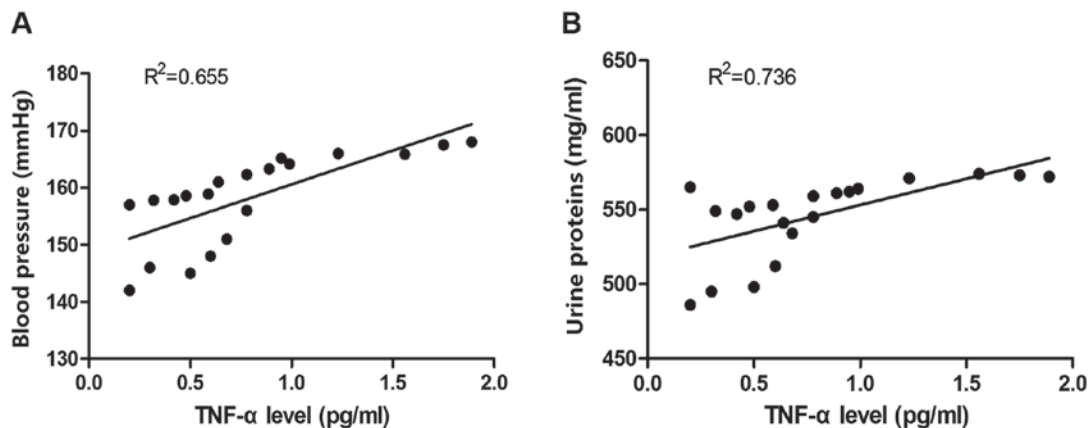 A
R²=0.655
Blood pressure (mmHg)
180
170
160
150
140
130
0.0 0.5 1.0 1.5 2.0
TNF-α level (pg/ml)
B
R²=0.736
Urine proteins (mg/ml)
650
600
550
500
450
0.0 0.5 1.0 1.5 2.0
TNF-α level (pg/ml)